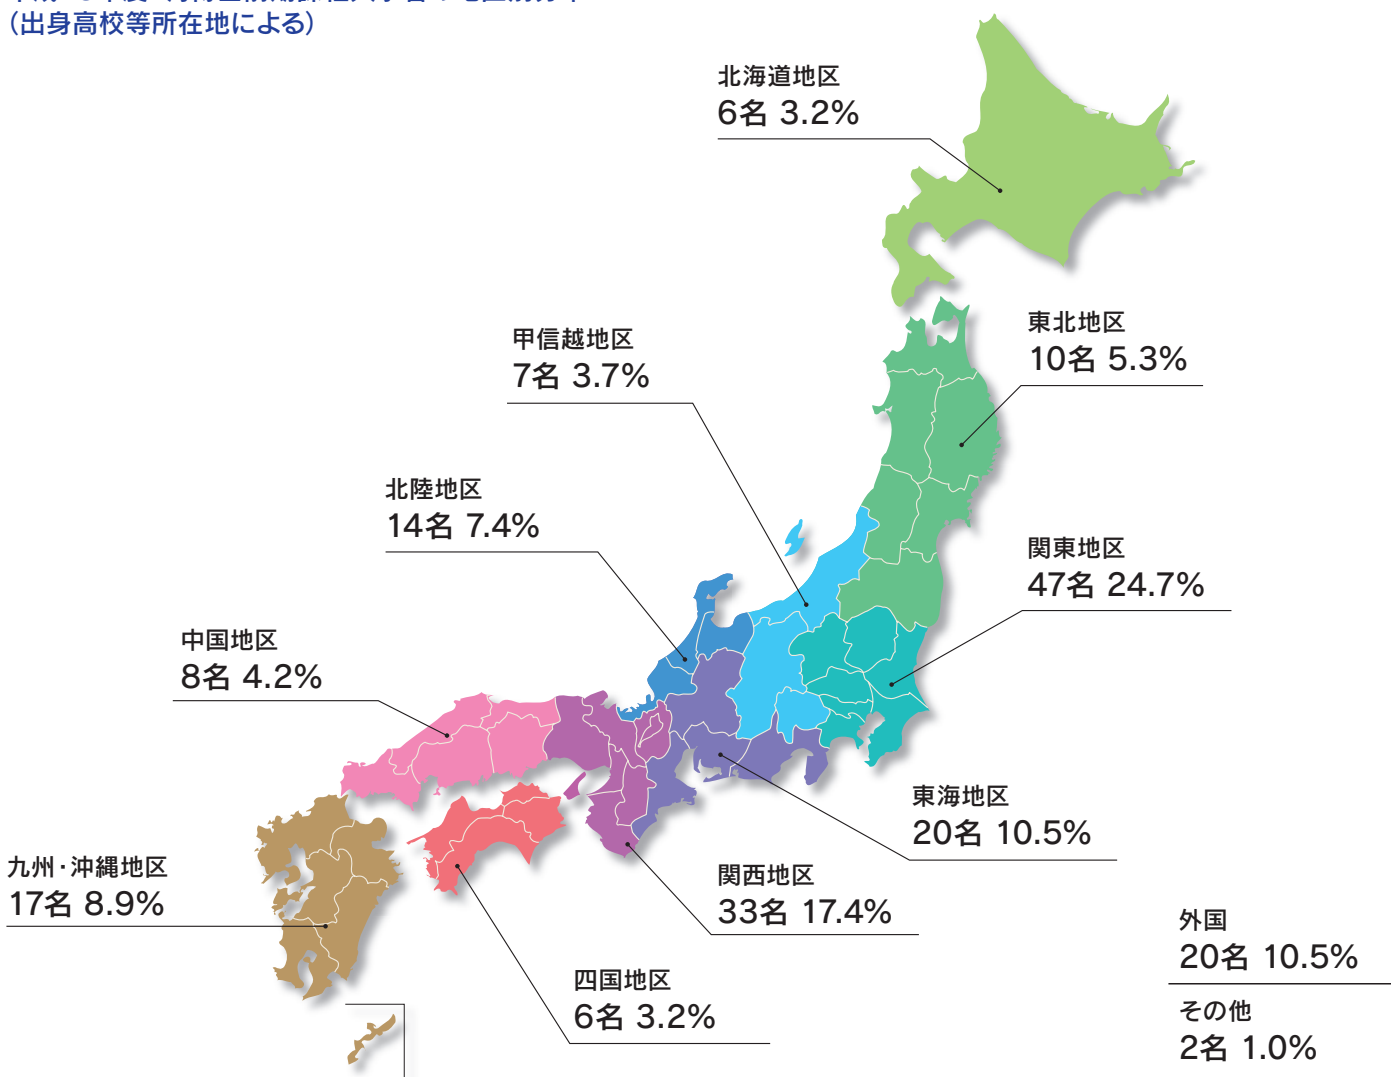 （出身高校等所在地による）
北海道地区
6名 3.2%
東北地区
10名 5.3%
甲信越地区
7名 3.7%
北陸地区
14名 7.4%
関東地区
47名 24.7%
中国地区
8名 4.2%
東海地区
20名 10.5%
九州・沖縄地区
17名 8.9%
関西地区
33名 17.4%
四国地区
6名 3.2%
外国
20名 10.5%
その他
2名 1.0%